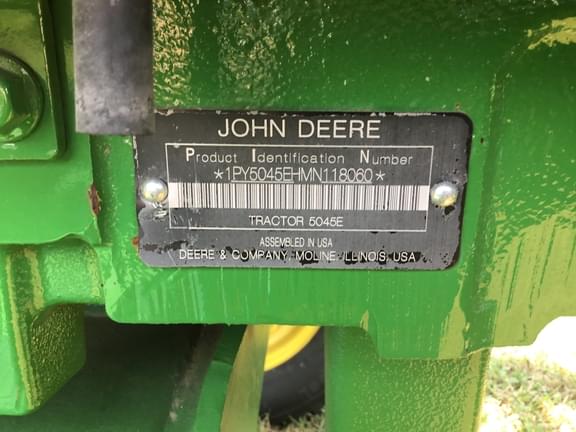 JOHN DEERE
Product Identification Number
*1PY5045EHMN118060*
TRACTOR 5045E
ASSEMBLED IN USA
DEERE & COMPANY, MOLINE ILLINOIS, USA